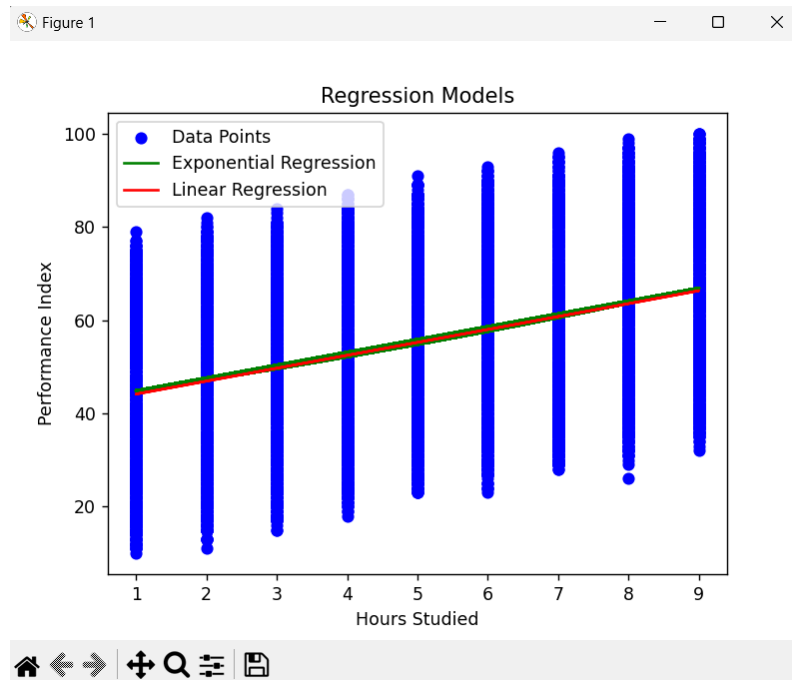 Figure 1
Regression Models
Data Points
Exponential Regression
Linear Regression
Performance Index
100
80
60
40
20
1 2 3 4 5 6 7 8 9
Hours Studied